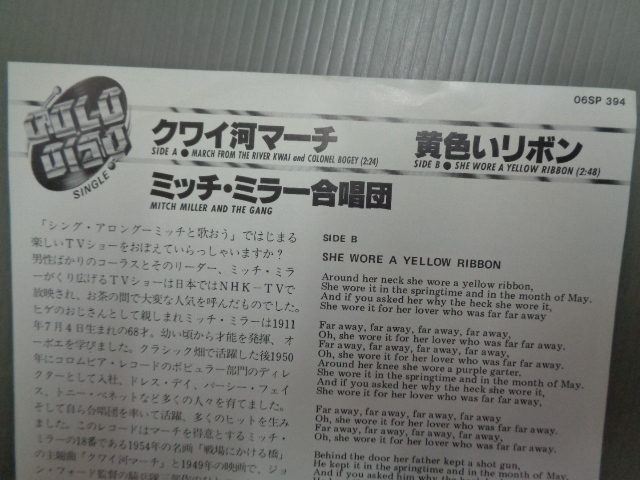 06SP 394
GOLD
DISC
SINGLE
クワイ河マーチ
SIDE A ● MARCH FROM THE RIVER KWAI and COLONEL BOGEY (2:24)
黄色いリボン
SIDE B ● SHE WORE A YELLOW RIBBON (2:48)
ミッチ・ミラー合唱団
MITCH MILLER AND THE GANG
「シング・アロング―ミッチと歌おう」ではじまる
楽しいTVショーをおぼえていらっしゃいますか?
男性ばかりのコーラスとそのリーダー、ミッチ・ミラ
ーがくり広げるTVショーは日本ではNHK-TVで
放映され、お茶の間で大変な人気を呼んだものでした。
ヒゲのおじさんとして親しまれミッチ・ミラーは1911
年7月4日生まれの68才。幼い頃から才能を発揮、オ
ーボエを学びました。クラシック畑で活躍した後1950
年にコロムビア・レコードのポピュラー部門のディレ
クターとして入社、ドレス・デイ、パーシー・フェイ
ス、トニー・ベネットなど多くの人々を育てました。
そして自ら合唱団を率いて活躍、多くのヒットを生み
ました。このレコードはマーチを得意とするミッチ・
ミラーの18番である1954年の名画「戦場にかける橋」
の主題曲「クワイ河マーチ」と1949年の映画で、ジョ
ン・フォード監督の騎兵隊三部作の
SIDE B
SHE WORE A YELLOW RIBBON
Around her neck she wore a yellow ribbon,
She wore it in the springtime and in the month of May.
And if you asked her why the heck she wore it,
She wore it for her lover who was far far away
Far away, far away, far away, far away,
Oh, she wore it for her lover who was far far away.
Far away, far away, far away, far away,
Oh, she wore it for her lover who was far far away.
Around her knee she wore a purple garter.
She wore it in the springtime and in the month of May.
And if you asked her why the heck she wore it,
She wore it for her lover who was far far away,
Far away, far away, far away, far away
Oh, she wore it for her lover who was far far away.
Far away, far away, far away, far away,
Oh, she wore it for her lover who was far far away.
Behind the door her father kept a shot gun,
He kept it in the springtime and in the month of May.